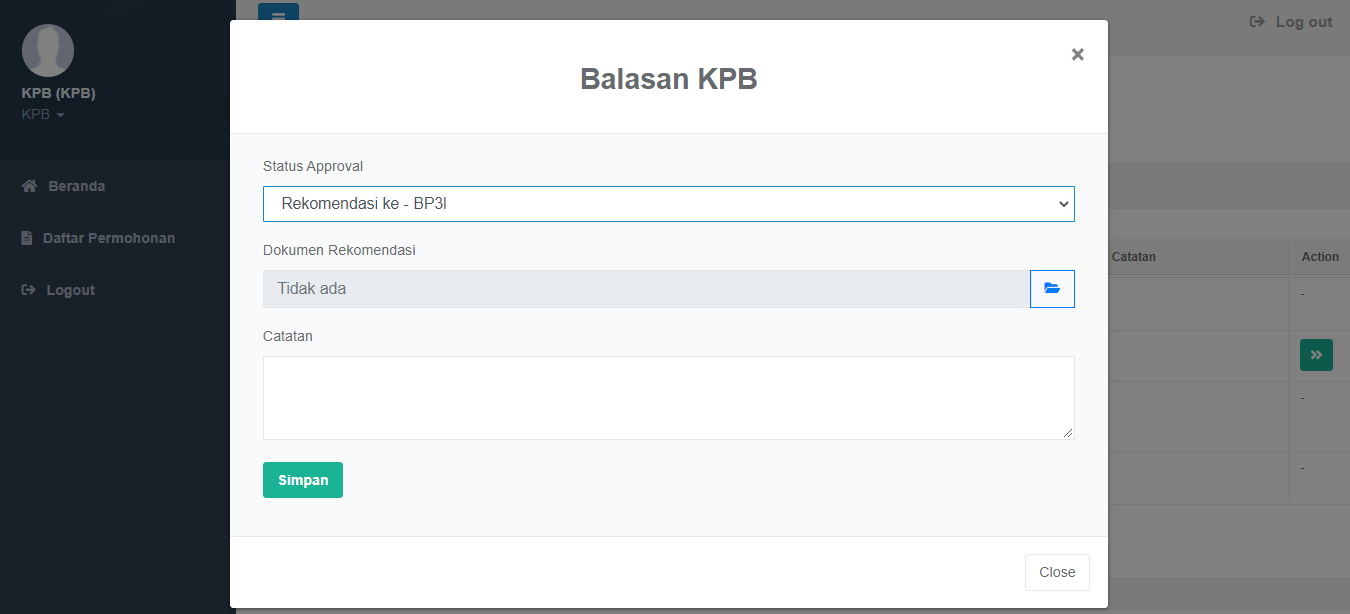 KPB (KPB)
KPB
Beranda
Daftar Permohonan
Logout
Log out
×
Balasan KPB
Status Approval
Rekomendasi ke - BP3I
Dokumen Rekomendasi
Tidak ada
Catatan
Simpan
Close
Catatan
Action
-
-
-